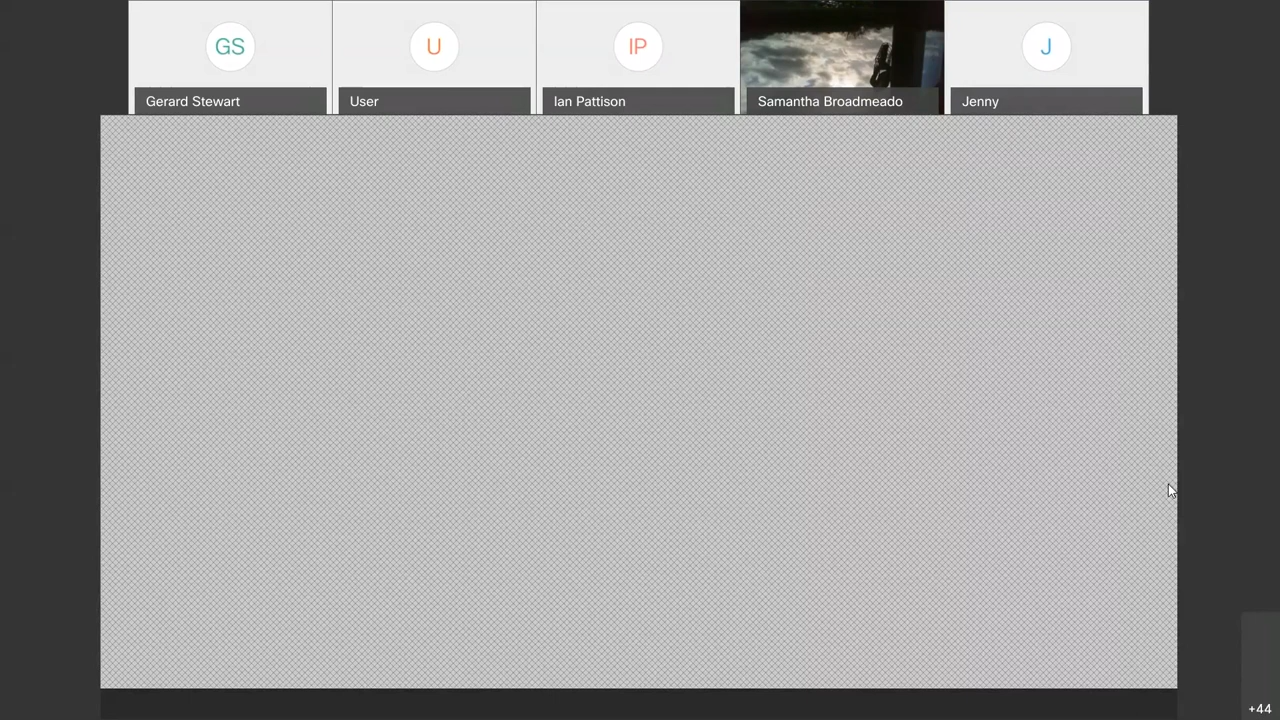 GS
U
IP
J
Gerard Stewart
User
Ian Pattison
Samantha Broadmeado
Jenny
+44